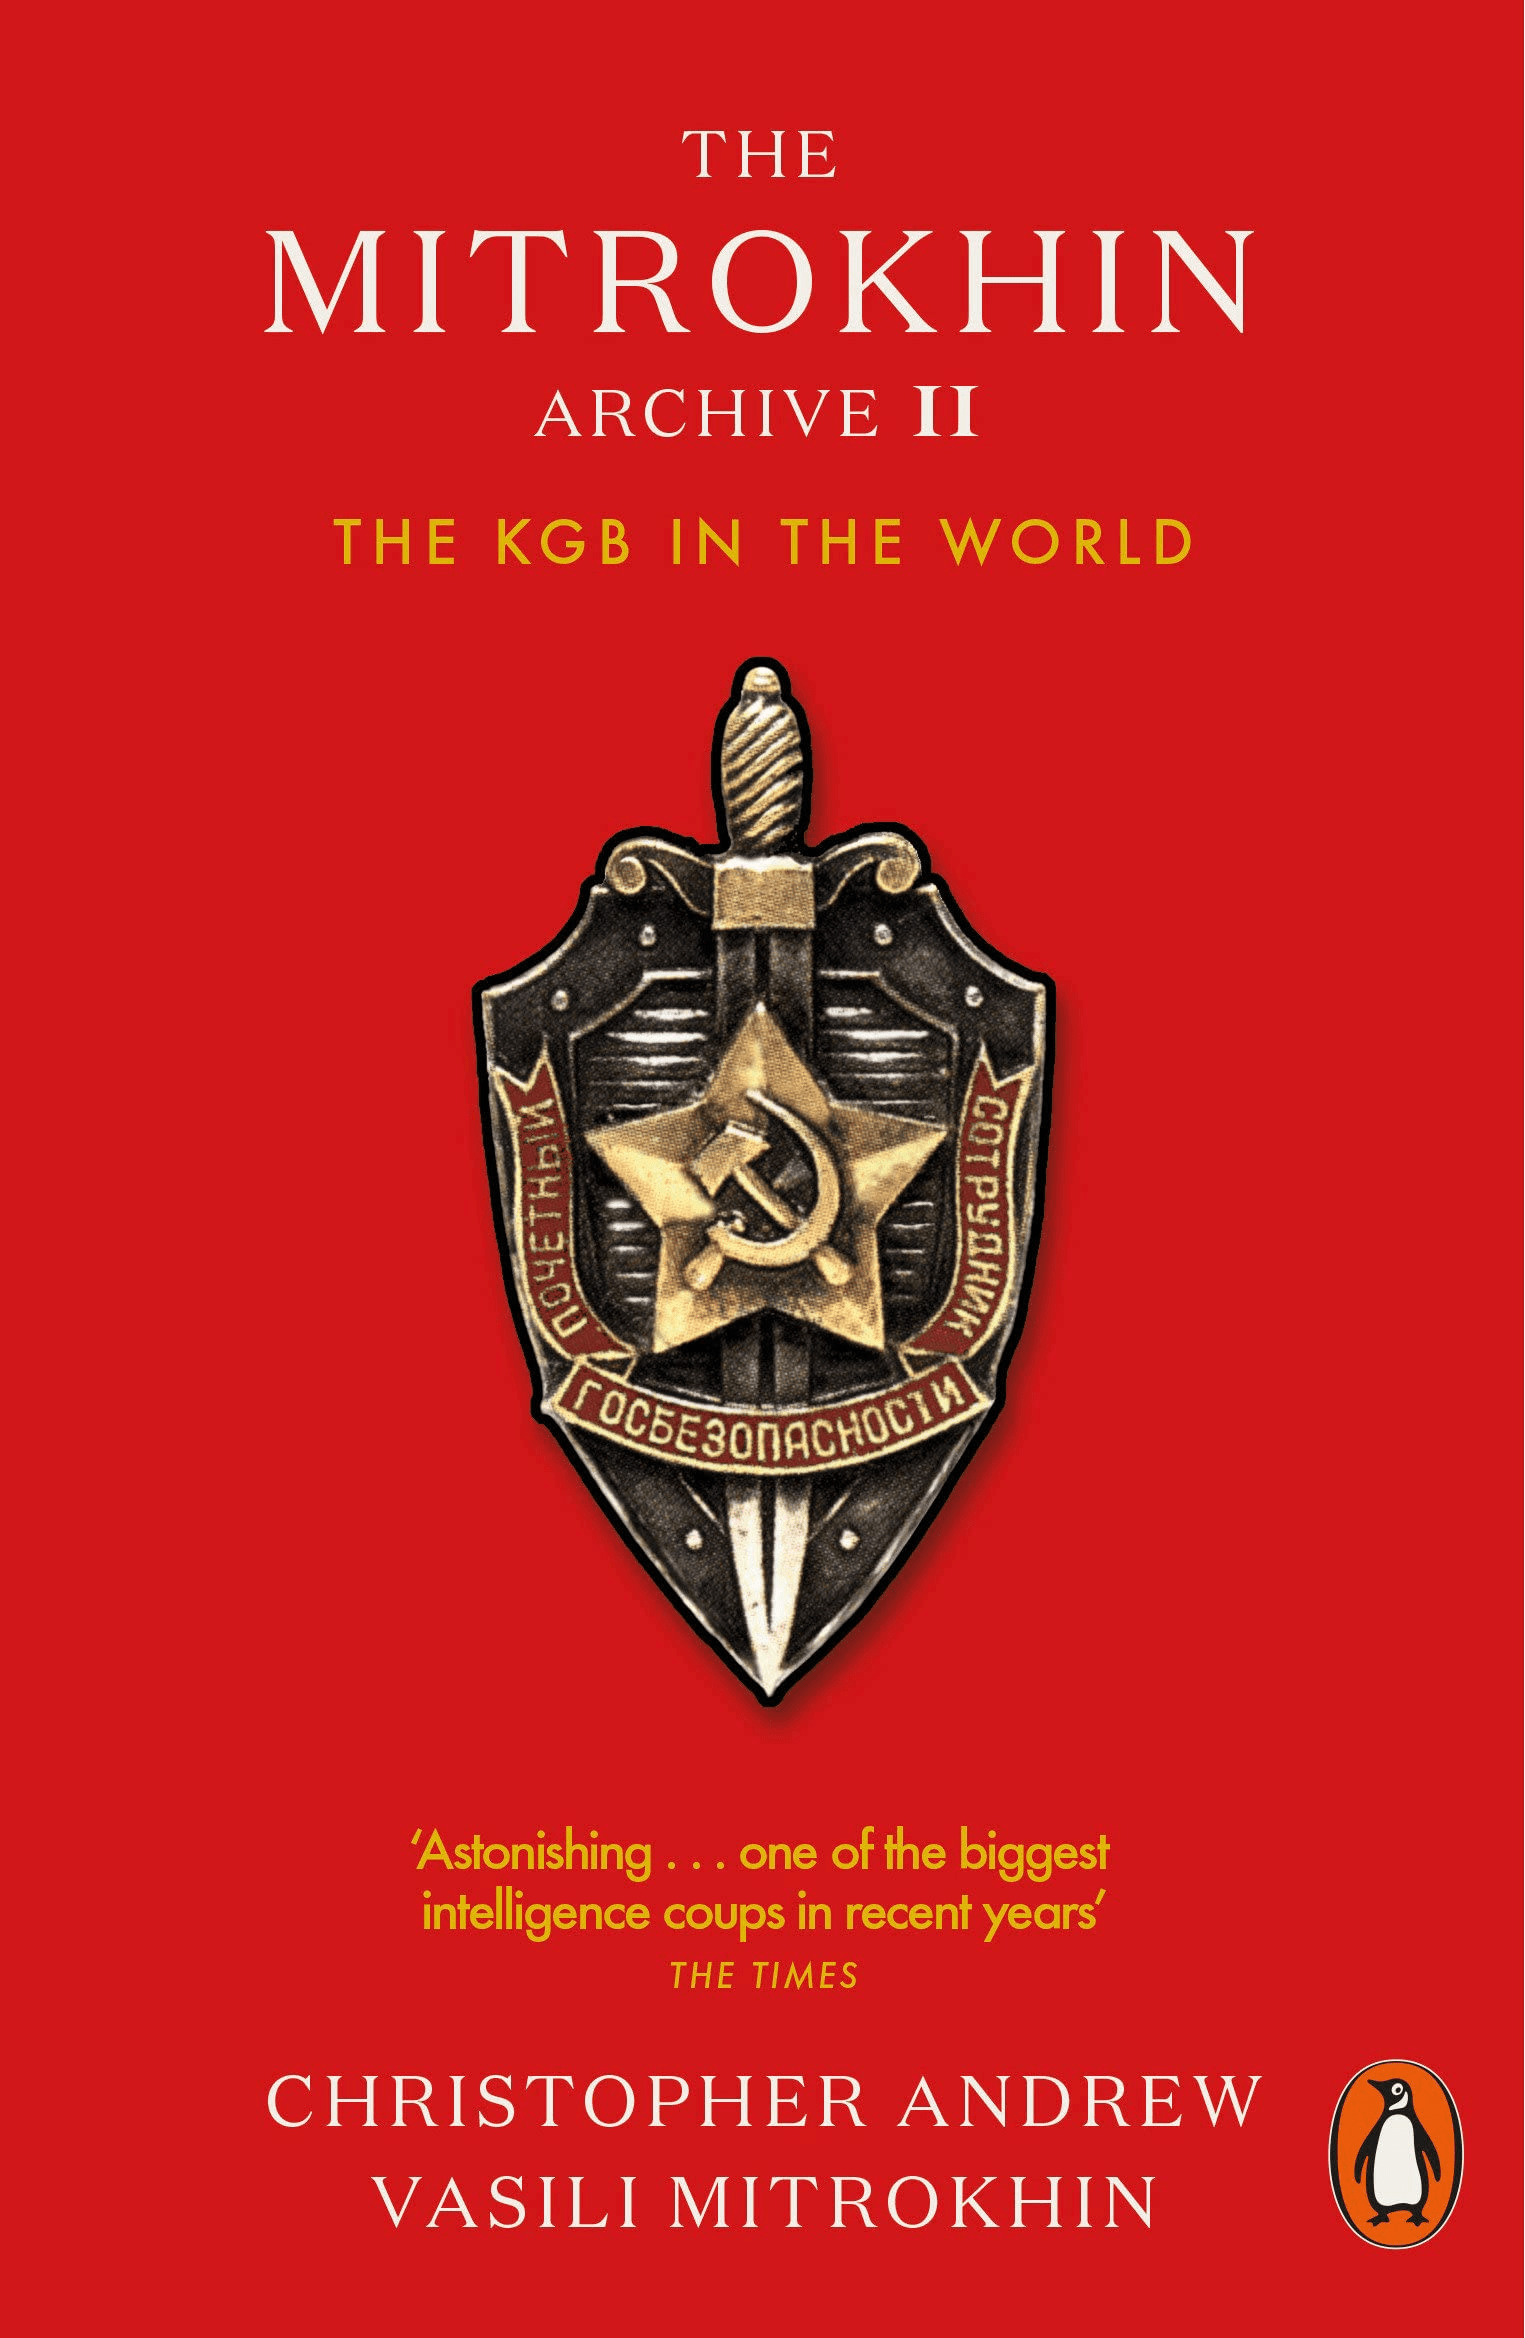 THE
MITROKHIN
ARCHIVE II
THE KGB IN THE WORLD
ПОЧЕТНЫЙ
СОТРУДНИК
ГОСБЕЗОПАСНОСТИ
‘Astonishing . . . one of the biggest
intelligence coups in recent years’
THE TIMES
CHRISTOPHER ANDREW
VASILI MITROKHIN